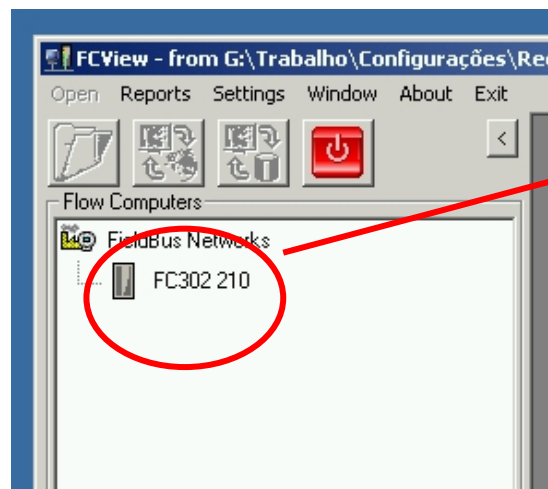 FCView - from G:\Trabalho\Configurações\Re
Open Reports Settings Window About Exit
<
Flow Computers
FieldBus Networks
FC302 210